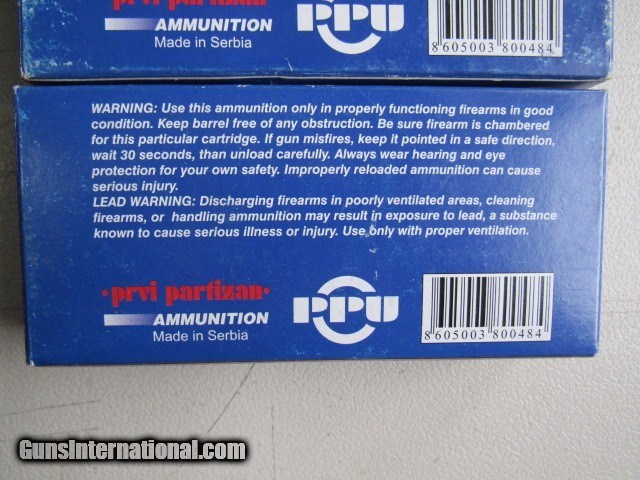 prvi partizan
AMMUNITION
Made in Serbia
PPU
8 605003 800484
WARNING: Use this ammunition only in properly functioning firearms in good
condition. Keep barrel free of any obstruction. Be sure firearm is chambered
for this particular cartridge. If gun misfires, keep it pointed in a safe direction,
wait 30 seconds, than unload carefully. Always wear hearing and eye
protection for your own safety. Improperly reloaded ammunition can cause
serious injury.
LEAD WARNING: Discharging firearms in poorly ventilated areas, cleaning
firearms, or handling ammunition may result in exposure to lead, a substance
known to cause serious illness or injury. Use only with proper ventilation.
·prvi partizan·
AMMUNITION
Made in Serbia
PPU
8 605003 800484
GunsInternational.com